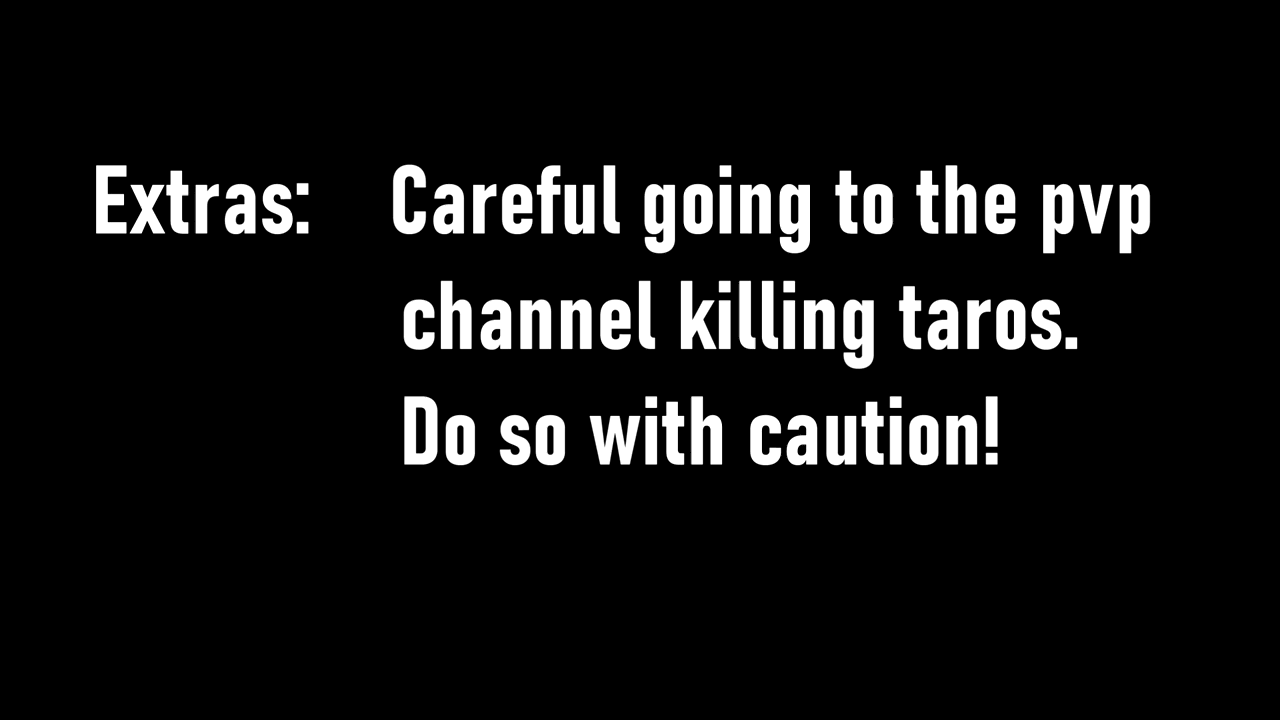 Extras: Careful going to the pvp
channel killing taros.
Do so with caution!